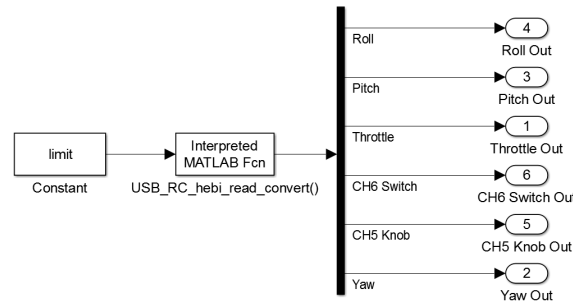 Roll
4
Roll Out
Pitch
3
Pitch Out
limit
Constant
Interpreted
MATLAB Fcn
USB_RC_hebi_read_convert()
Throttle
1
Throttle Out
CH6 Switch
6
CH6 Switch Out
CH5 Knob
5
CH5 Knob Out
Yaw
2
Yaw Out